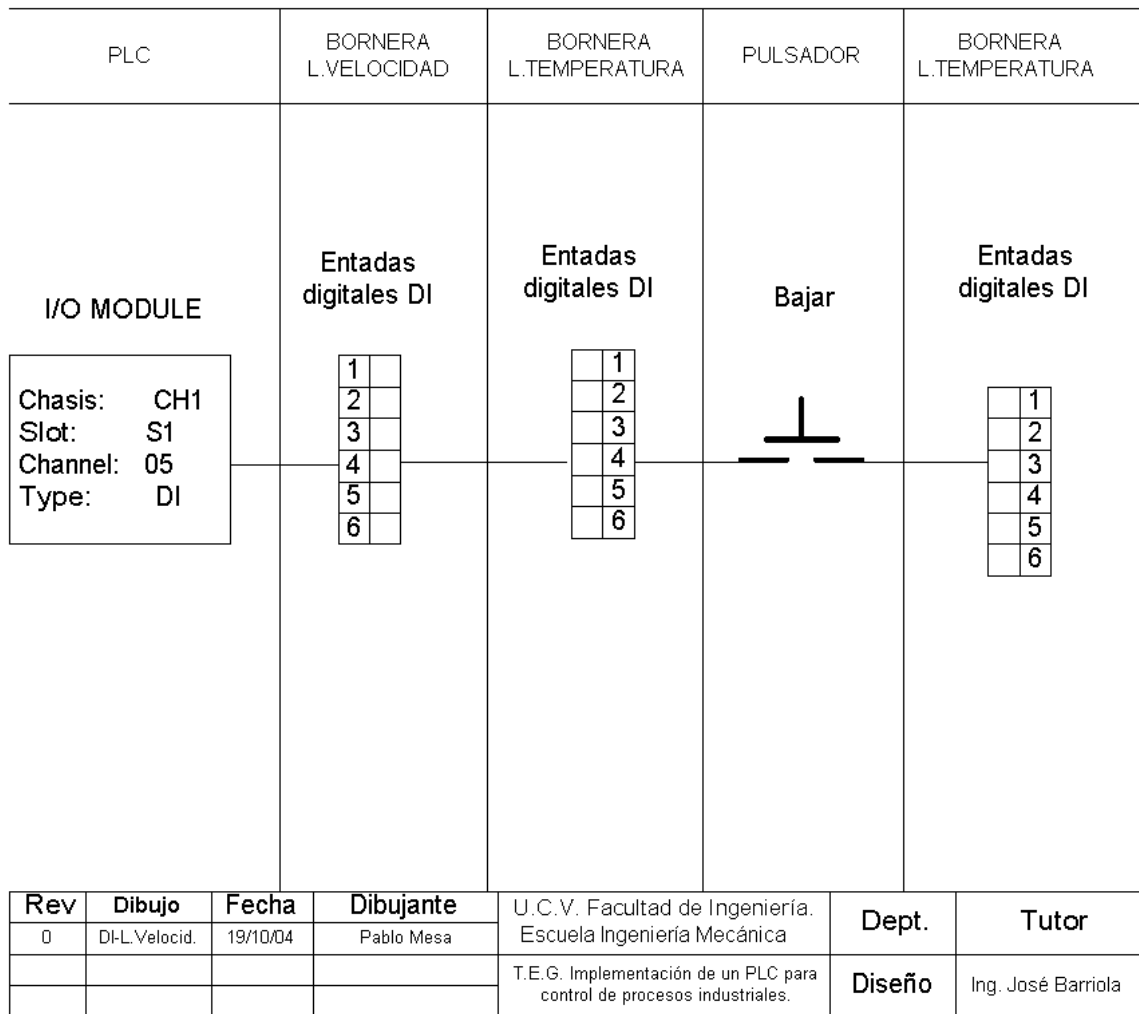 PLC
BORNERA
L.VELOCIDAD
BORNERA
L.TEMPERATURA
PULSADOR
BORNERA
L.TEMPERATURA
I/O MODULE
Chasis: CH1
Slot: S1
Channel: 05
Type: DI
Entadas
digitales DI
1
2
3
4
5
6
Entadas
digitales DI
1
2
3
4
5
6
Bajar
Entadas
digitales DI
1
2
3
4
5
6
Rev Dibujo Fecha Dibujante
0 DI-L.Velocid. 19/10/04 Pablo Mesa
U.C.V. Facultad de Ingeniería.
Escuela Ingeniería Mecánica
T.E.G. Implementación de un PLC para
control de procesos industriales.
Dept.
Diseño
Tutor
Ing. José Barriola